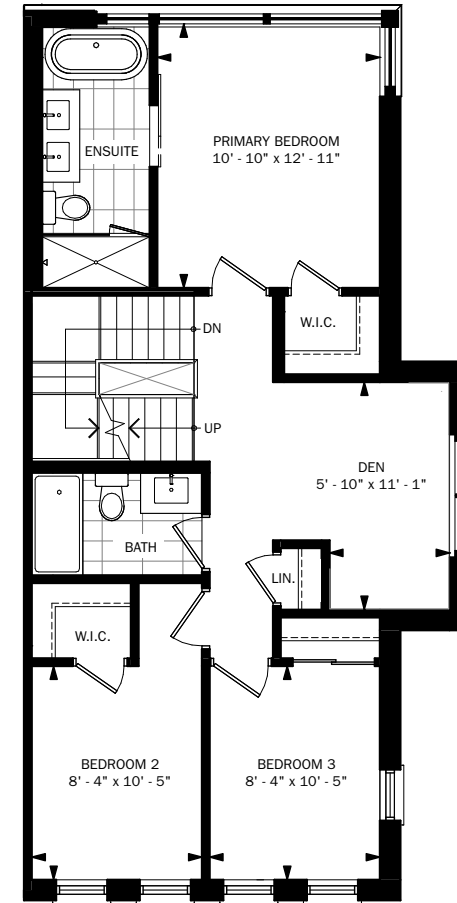 ENSUITE
PRIMARY BEDROOM
10' - 10" x 12' - 11"
W.I.C.
DN
UP
DEN
5' - 10" x 11' - 1"
BATH
LIN.
W.I.C.
BEDROOM 2
8' - 4" x 10' - 5"
BEDROOM 3
8' - 4" x 10' - 5"